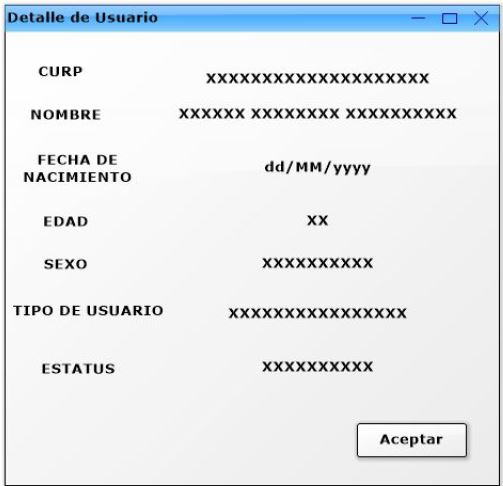 Detalle de Usuario
CURP XXXXXXXXXXXXXXXXXXXX
NOMBRE XXXXXX XXXXXXXX XXXXXXXXXX
FECHA DE
NACIMIENTO dd/MM/yyyy
EDAD XX
SEXO XXXXXXXXXX
TIPO DE USUARIO XXXXXXXXXXXXXXXX
ESTATUS XXXXXXXXXX
Aceptar